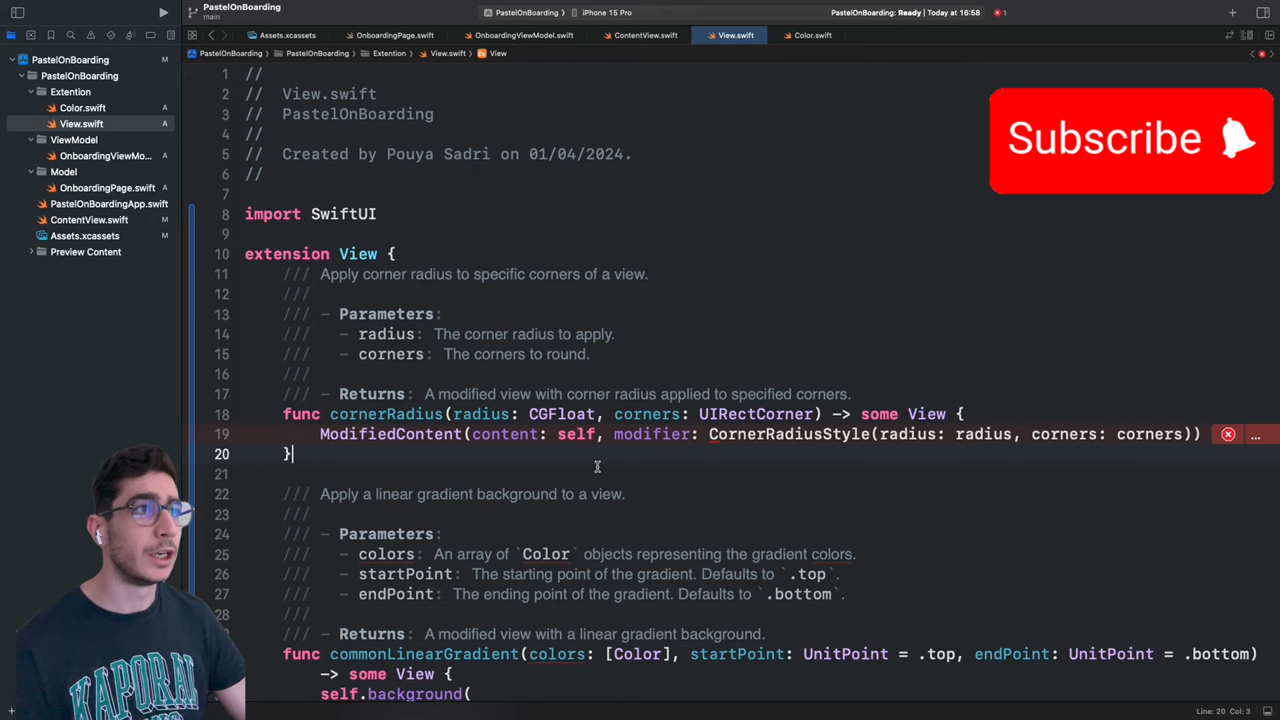 PastelOnBoarding
main
PastelOnBoarding
iPhone 15 Pro
PastelOnBoarding: Ready | Today at 16:58
1
Assets.xcassets
OnboardingPage.swift
OnboardingViewModel.swift
ContentView.swift
View.swift
Color.swift
PastelOnBoarding
PastelOnBoarding
Extention
View.swift
View
PastelOnBoarding M
PastelOnBoarding
Extention
Color.swift A
View.swift A
ViewModel
OnboardingViewMo... A
Model
OnboardingPage.swift A
PastelOnBoardingApp.swift
ContentView.swift M
Assets.xcassets M
Preview Content
1 //
2 // View.swift
3 // PastelOnBoarding
4 //
5 // Created by Pouya Sadri on 01/04/2024.
6 //
7
8 import SwiftUI
9
10 extension View {
11 /// Apply corner radius to specific corners of a view.
12 ///
13 /// - Parameters:
14 /// - radius: The corner radius to apply.
15 /// - corners: The corners to round.
16 ///
17 /// - Returns: A modified view with corner radius applied to specified corners.
18 func cornerRadius(radius: CGFloat, corners: UIRectCorner) -> some View {
19 ModifiedContent(content: self, modifier: CornerRadiusStyle(radius: radius, corners: corners)) ...
20 }
21
22 /// Apply a linear gradient background to a view.
23 ///
24 /// - Parameters:
25 /// - colors: An array of `Color` objects representing the gradient colors.
26 /// - startPoint: The starting point of the gradient. Defaults to `.top`.
27 /// - endPoint: The ending point of the gradient. Defaults to `.bottom`.
28 ///
29 /// - Returns: A modified view with a linear gradient background.
func commonLinearGradient(colors: [Color], startPoint: UnitPoint = .top, endPoint: UnitPoint = .bottom)
-> some View {
self.background(
Subscribe
KAPORAL
Line: 20 Col: 3